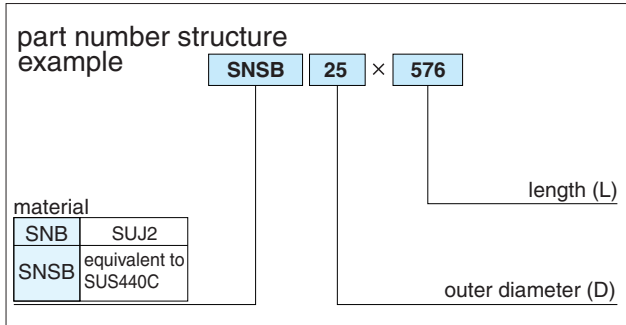 part number structure
example
SNSB 25 × 576
length (L)
material
SNB SUJ2
SNSB equivalent to
SUS440C
outer diameter (D)